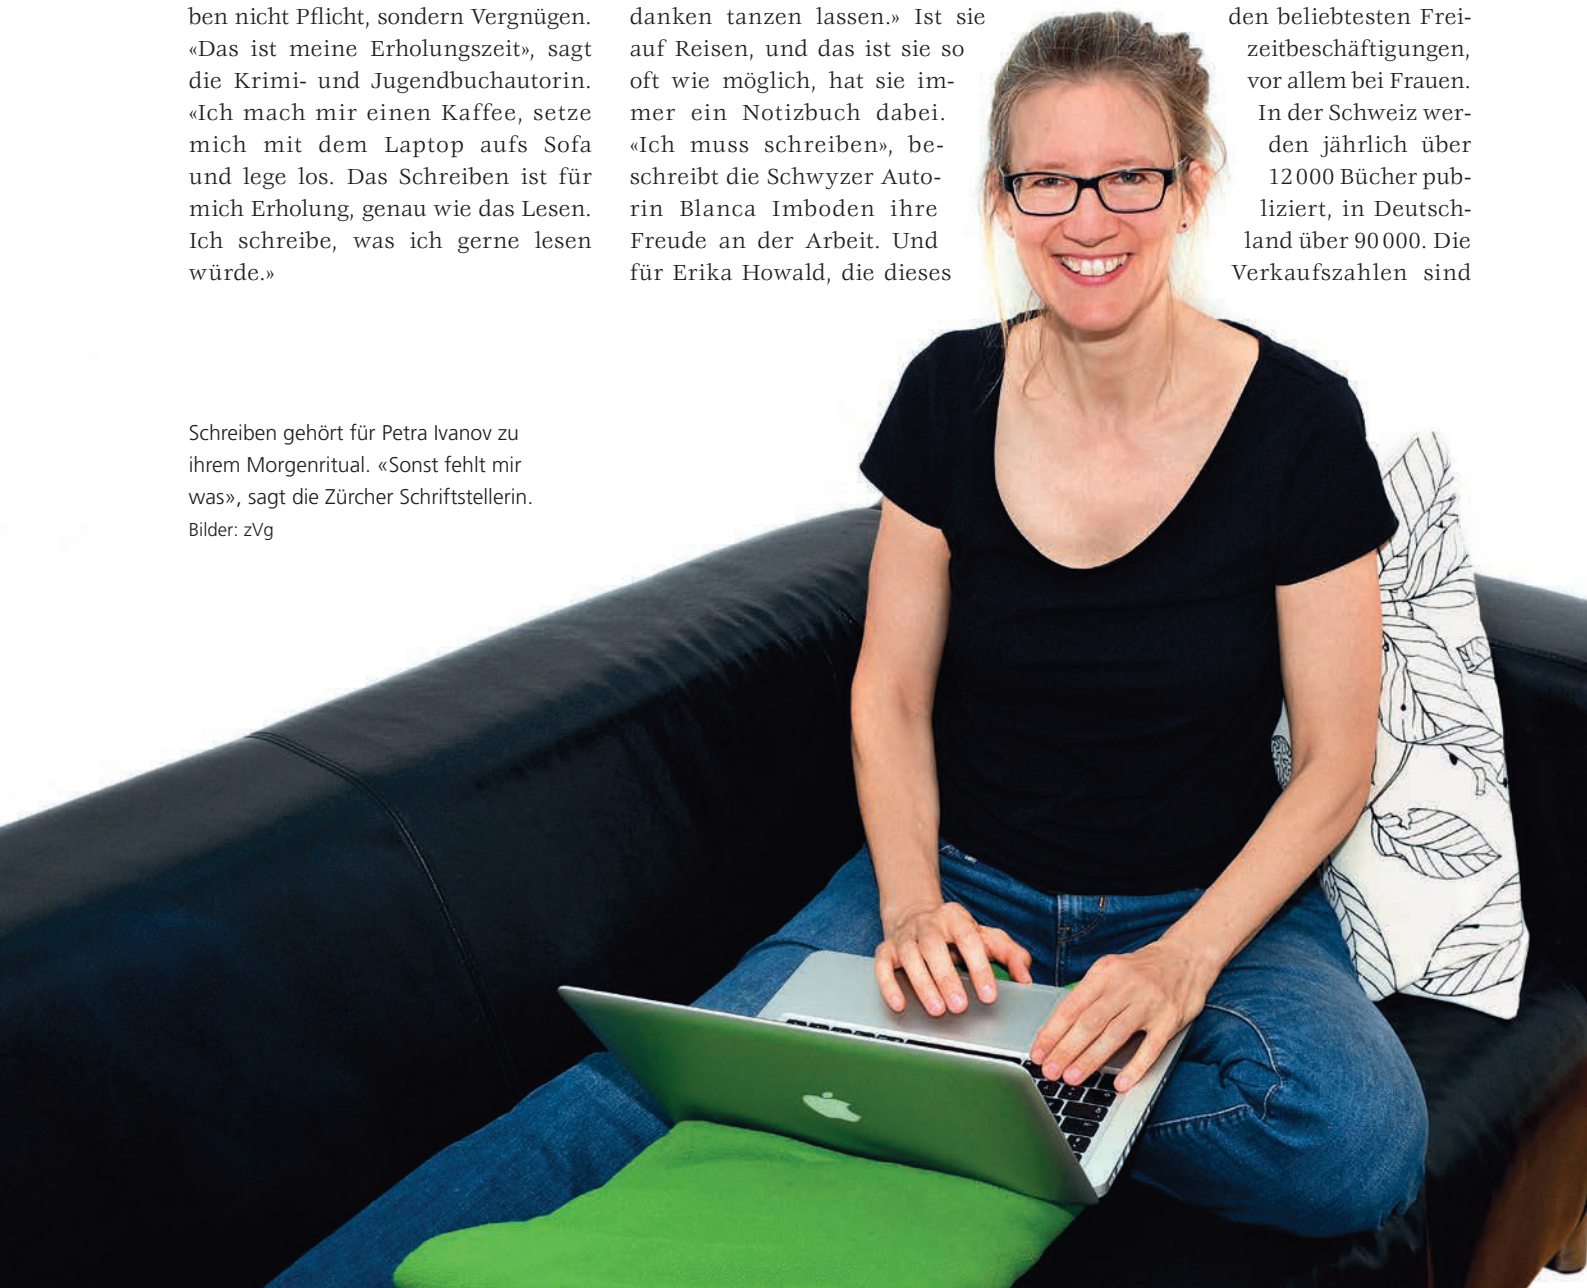 ben nicht Pflicht, sondern Vergnügen.
«Das ist meine Erholungszeit», sagt
die Krimi- und Jugendbuchautorin.
«Ich mach mir einen Kaffee, setze
mich mit dem Laptop aufs Sofa
und lege los. Das Schreiben ist für
mich Erholung, genau wie das Lesen.
Ich schreibe, was ich gerne lesen
würde.»
danken tanzen lassen.» Ist sie
auf Reisen, und das ist sie so
oft wie möglich, hat sie im-
mer ein Notizbuch dabei.
«Ich muss schreiben», be-
schreibt die Schwyzer Auto-
rin Blanca Imboden ihre
Freude an der Arbeit. Und
für Erika Howald, die dieses
den beliebtesten Frei-
zeitbeschäftigungen,
vor allem bei Frauen.
In der Schweiz wer-
den jährlich über
12 000 Bücher pub-
liziert, in Deutsch-
land über 90 000. Die
Verkaufszahlen sind
Schreiben gehört für Petra Ivanov zu
ihrem Morgenritual. «Sonst fehlt mir
was», sagt die Zürcher Schriftstellerin.
Bilder: zVg